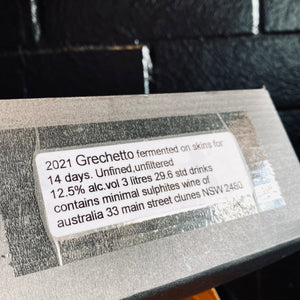 2021 Grechetto fermented on skins for
14 days. Unfined,unfiltered
12.5% alc.vol 3 litres 29.6 std drinks
contains minimal sulphites wine of
australia 33 main street clunes NSW 2480